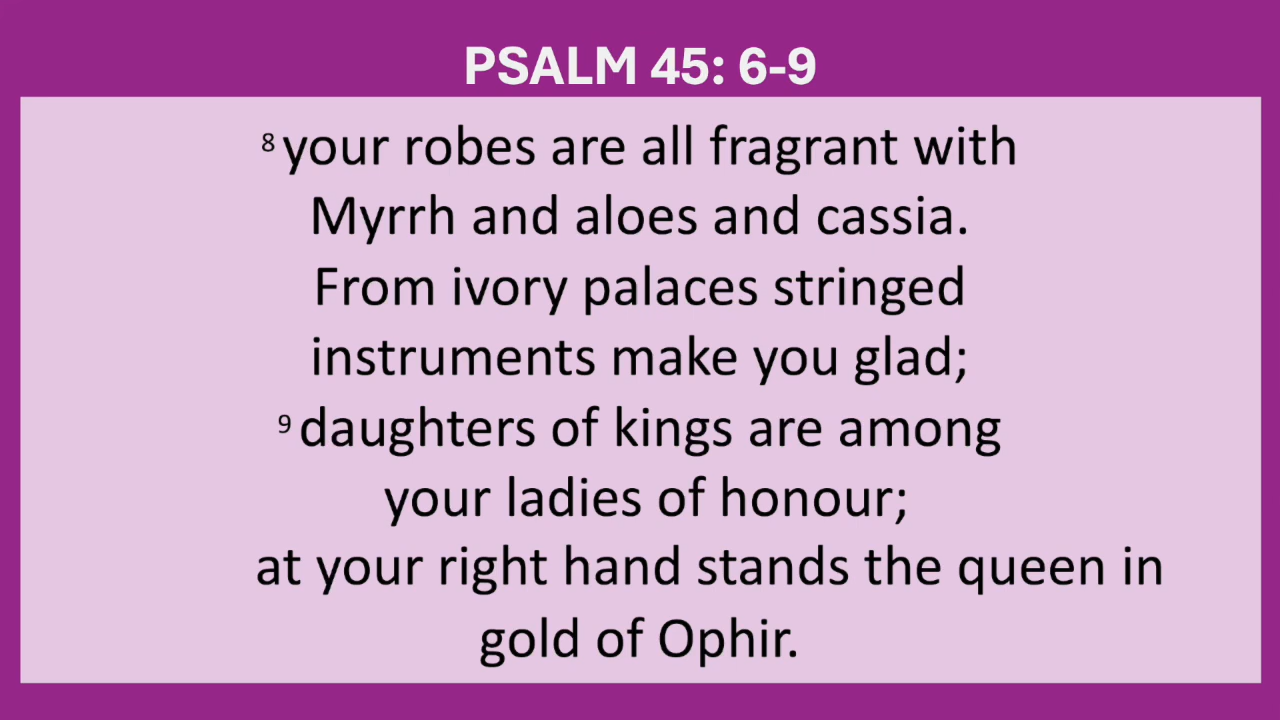 PSALM 45: 6-9
8 your robes are all fragrant with
Myrrh and aloes and cassia.
From ivory palaces stringed
instruments make you glad;
9 daughters of kings are among
your ladies of honour;
at your right hand stands the queen in
gold of Ophir.